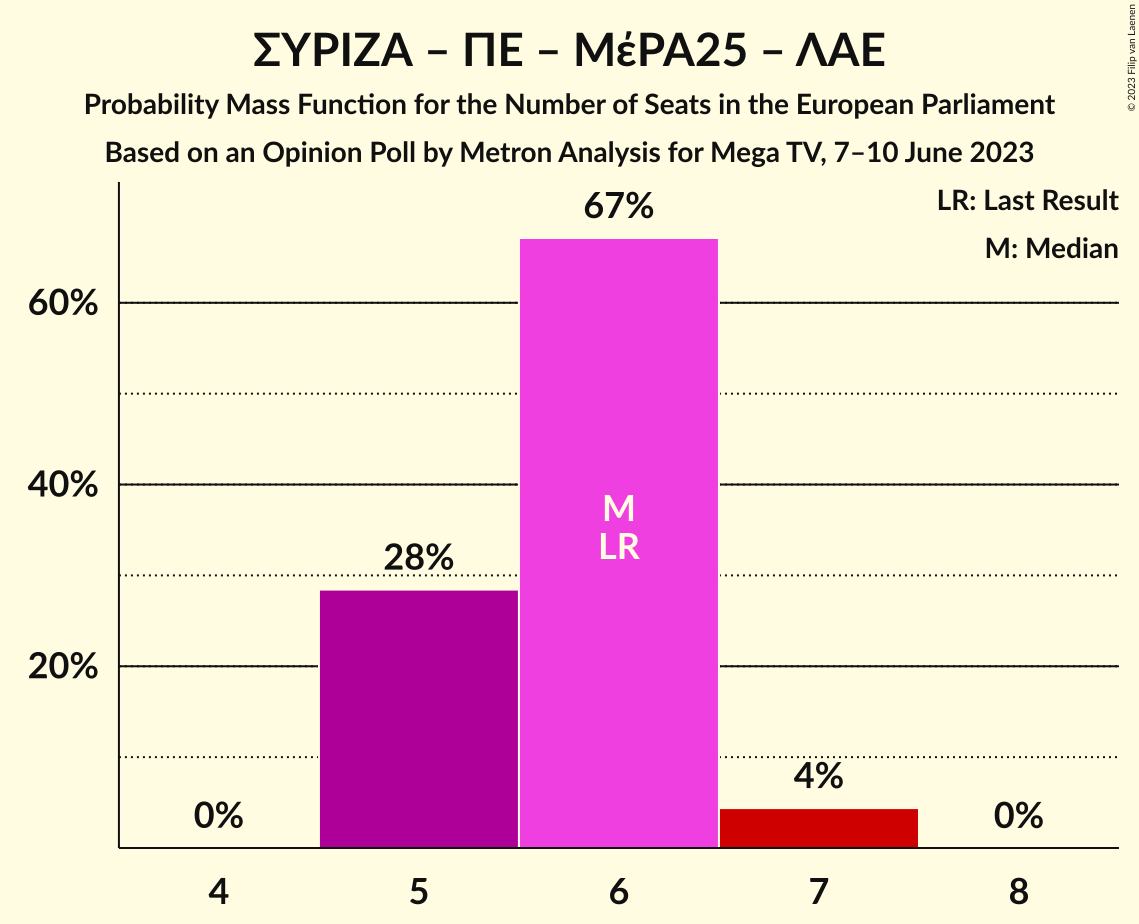 ΣΥΡΙΖΑ – ΠΕ – ΜέΡΑ25 – ΛΑΕ
Probability Mass Function for the Number of Seats in the European Parliament
Based on an Opinion Poll by Metron Analysis for Mega TV, 7–10 June 2023
© 2023 Filip van Laenen
LR: Last Result
M: Median
67%
60%
40%
M
LR
28%
20%
4%
0%
0%
4
5
6
7
8